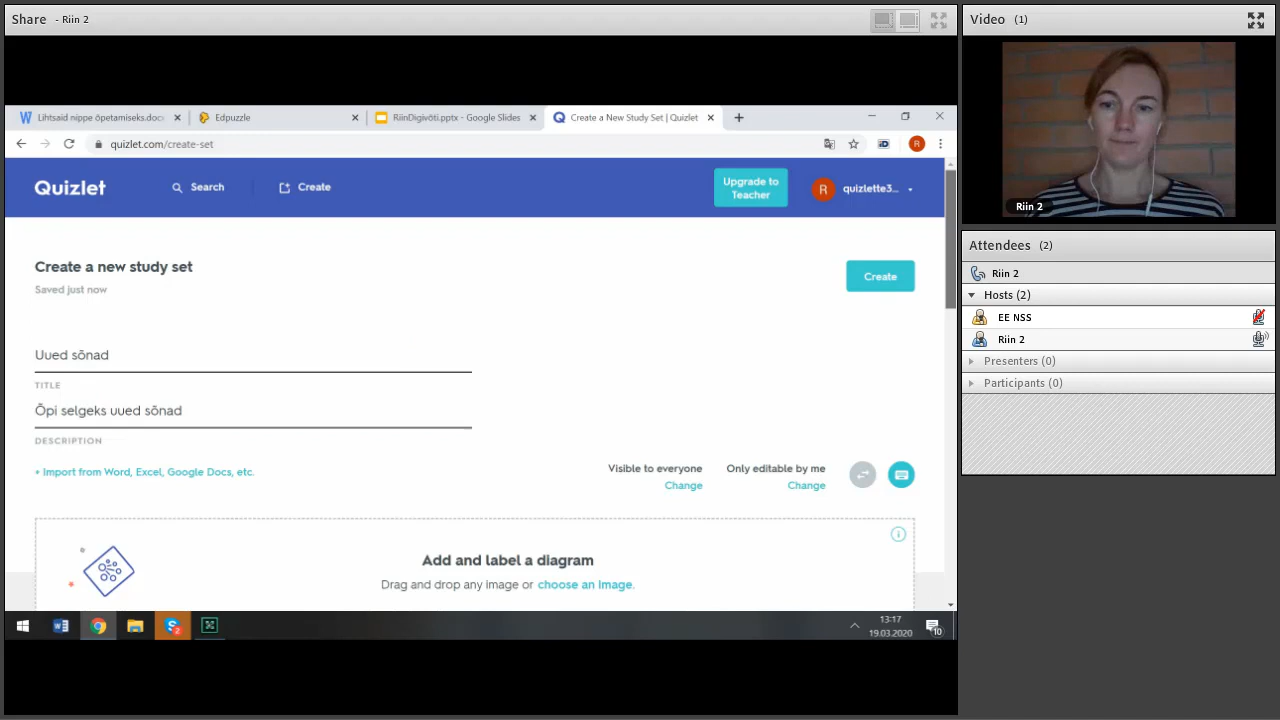 Share - Riin 2
Lihtsaid nippe õpetamiseks.doc
Edpuzzle
RiinDigivõti.pptx - Google Slides
Create a New Study Set | Quizlet
quizlet.com/create-set
R
Quizlet
Search
Create
Upgrade to
Teacher
R
quizlette3...
Create a new study set
Saved just now
Create
Uued sõnad
TITLE
Õpi selgeks uued sõnad
DESCRIPTION
+ Import from Word, Excel, Google Docs, etc.
Visible to everyone
Change
Only editable by me
Change
Add and label a diagram
Drag and drop any image or choose an image.
13:17
19.03.2020
10
Video (1)
Riin 2
Attendees (2)
Riin 2
Hosts (2)
EE NSS
Riin 2
Presenters (0)
Participants (0)